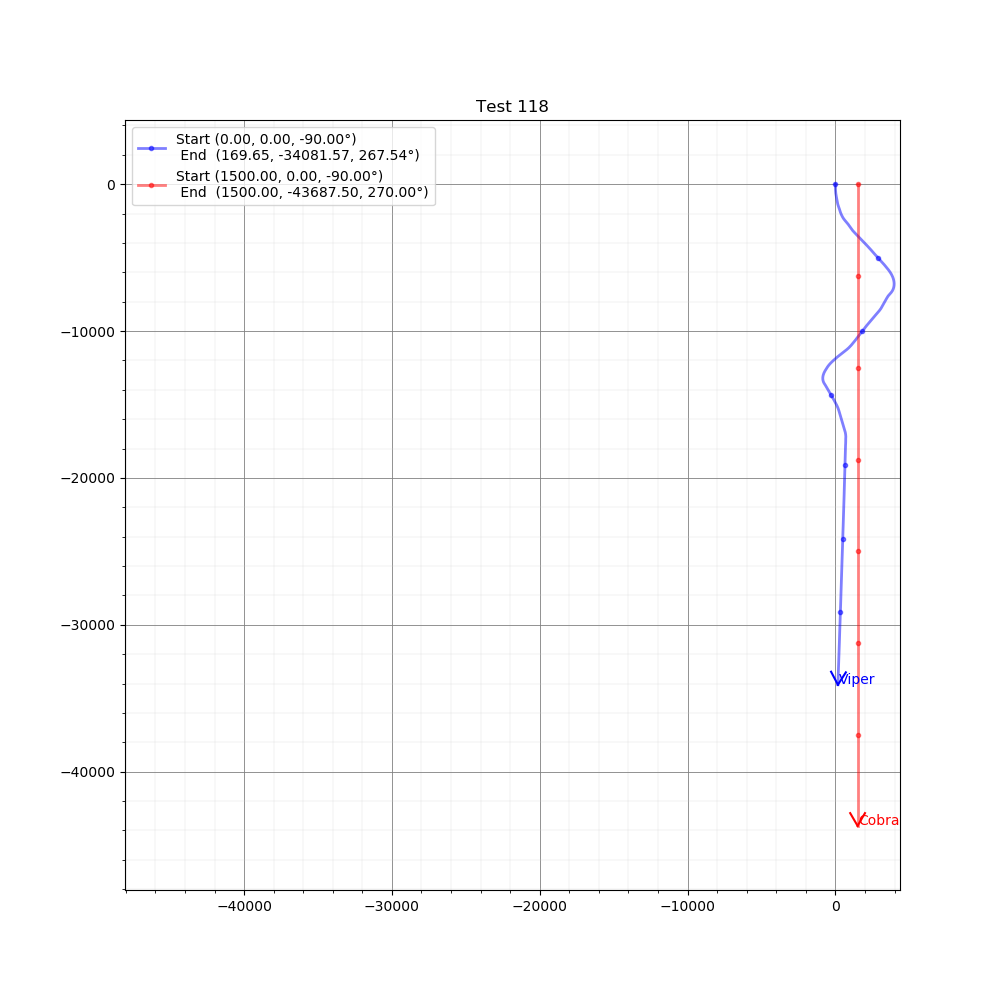 Test 118
Start (0.00, 0.00, -90.00°)
End  (169.65, -34081.57, 267.54°)
Start (1500.00, 0.00, -90.00°)
End  (1500.00, -43687.50, 270.00°)
0
−10000
−20000
−30000
−40000
Viper
Cobra
−40000
−30000
−20000
−10000
0